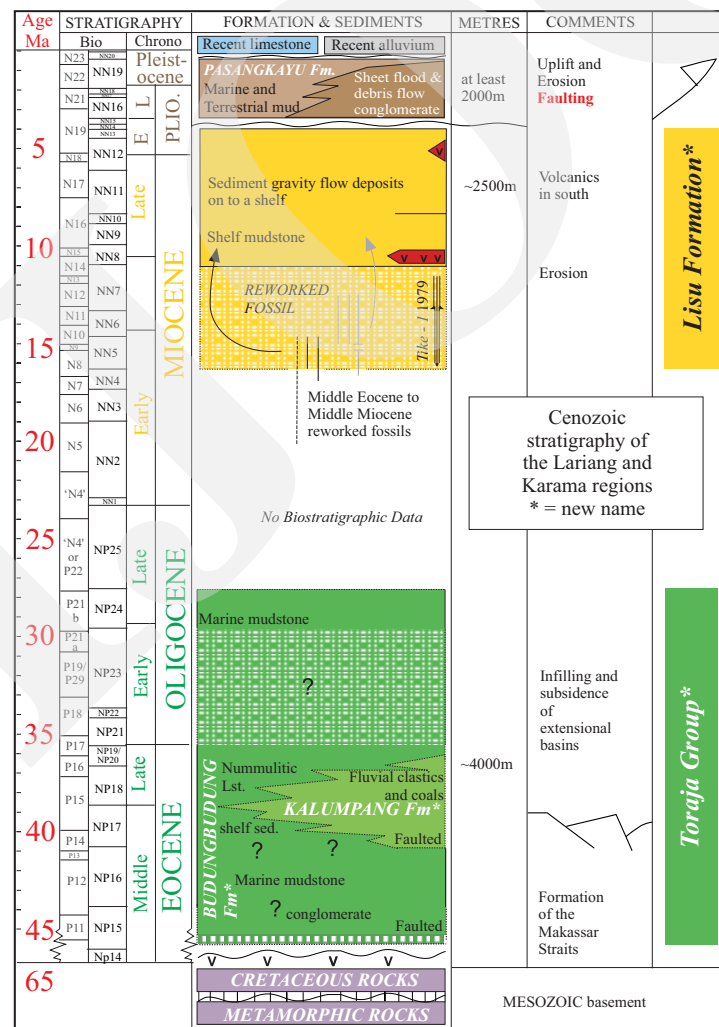 Age
Ma
STRATIGRAPHY
FORMATION & SEDIMENTS
METRES
COMMENTS
Bio
Chrono
Recent limestone
Recent alluvium
5
10
15
20
25
30
35
40
45
65
N23
N22
N21
N19
N18
N17
N16
N15
N14
N13
N12
N11
N10
N9
N8
N7
N6
N5
'N4'
'N4'
or
P22
P21
b
P21
a
P19/
P29
P18
P17
P16
P15
P14
P13
P12
P11
NN20
NN19
NN18
NN16
NN15
NN14
NN13
NN12
NN11
NN10
NN9
NN8
NN7
NN6
NN5
NN4
NN3
NN2
NN1
NP25
NP24
NP23
NP22
NP21
NP19/
NP20
NP18
NP17
NP16
NP15
Np14
Pleist-
ocene
L
E
PLIO.
Late
Early
MIOCENE
Late
Early
OLIGOCENE
Late
Middle
EOCENE
PASANGKAYU Fm.
Marine and
Terrestrial mud
Sheet flood &
debris flow
conglomerate
v
Sediment gravity flow deposits
on to a shelf
Shelf mudstone
v v v
REWORKED
FOSSIL
Tike - 1 1979
Middle Eocene to
Middle Miocene
reworked fossils
No Biostratigraphic Data
Marine mudstone
?
Nummulitic
Lst.
Fluvial clastics
and coals
KALUMPANG Fm*
shelf sed.
Faulted
? ?
BUDUNGBUDUNG
Fm*
Marine mudstone
? conglomerate
Faulted
v v v v
CRETACEOUS ROCKS
METAMORPHIC ROCKS
at least
2000m
~2500m
~4000m
Uplift and
Erosion
Faulting
Volcanics
in south
Erosion
Cenozoic
stratigraphy of
the Lariang and
Karama regions
* = new name
Infilling and
subsidence
of
extensional
basins
Formation
of the
Makassar
Straits
MESOZOIC basement
Lisu Formation*
Toraja Group*